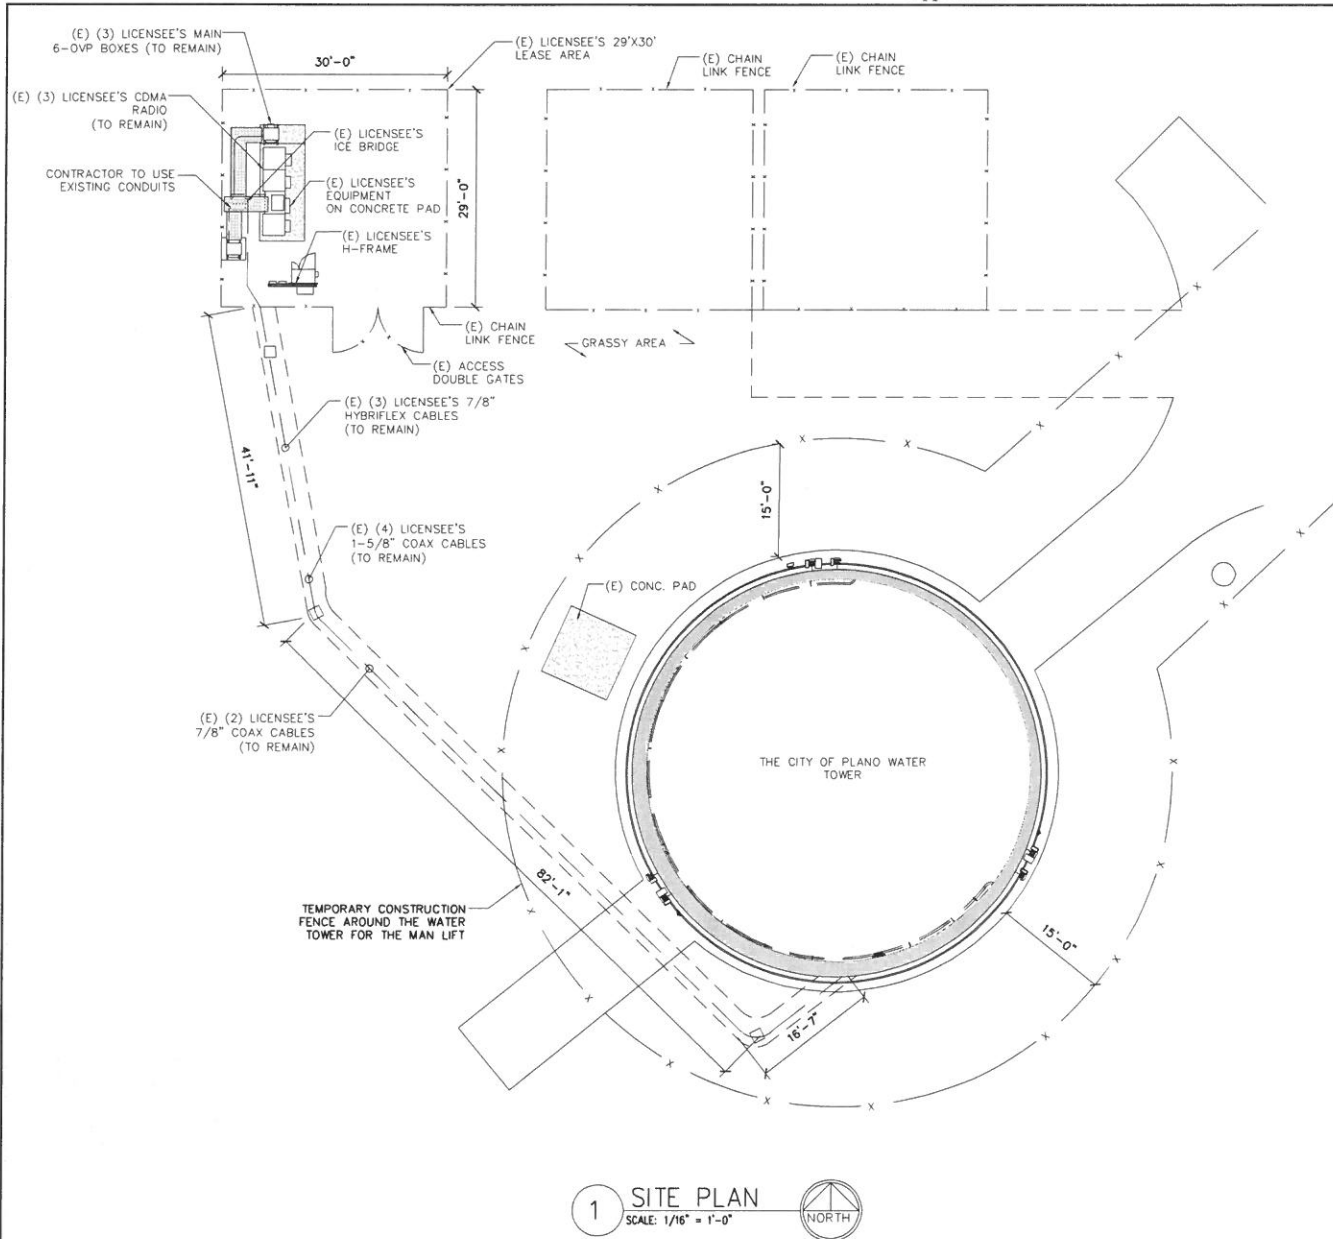 (E) (3) LICENSEE'S MAIN
6-OVP BOXES (TO REMAIN)
30'-0"
(E) LICENSEE'S 29'X30'
LEASE AREA
(E) CHAIN
LINK FENCE
(E) CHAIN
LINK FENCE
(E) (3) LICENSEE'S CDMA
RADIO
(TO REMAIN)
(E) LICENSEE'S
ICE BRIDGE
CONTRACTOR TO USE
EXISTING CONDUITS
(E) LICENSEE'S
EQUIPMENT
ON CONCRETE PAD
29'-0"
(E) LICENSEE'S
H-FRAME
(E) CHAIN
LINK FENCE
GRASSY AREA
(E) ACCESS
DOUBLE GATES
(E) (3) LICENSEE'S 7/8"
HYBRIFLEX CABLES
(TO REMAIN)
41'-11"
15'-0"
(E) (4) LICENSEE'S
1-5/8" COAX CABLES
(TO REMAIN)
(E) CONC. PAD
(E) (2) LICENSEE'S
7/8" COAX CABLES
(TO REMAIN)
THE CITY OF PLANO WATER
TOWER
82'-1"
TEMPORARY CONSTRUCTION
FENCE AROUND THE WATER
TOWER FOR THE MAN LIFT
15'-0"
16'-7"
1
SITE PLAN
SCALE: 1/16" = 1'-0"
NORTH